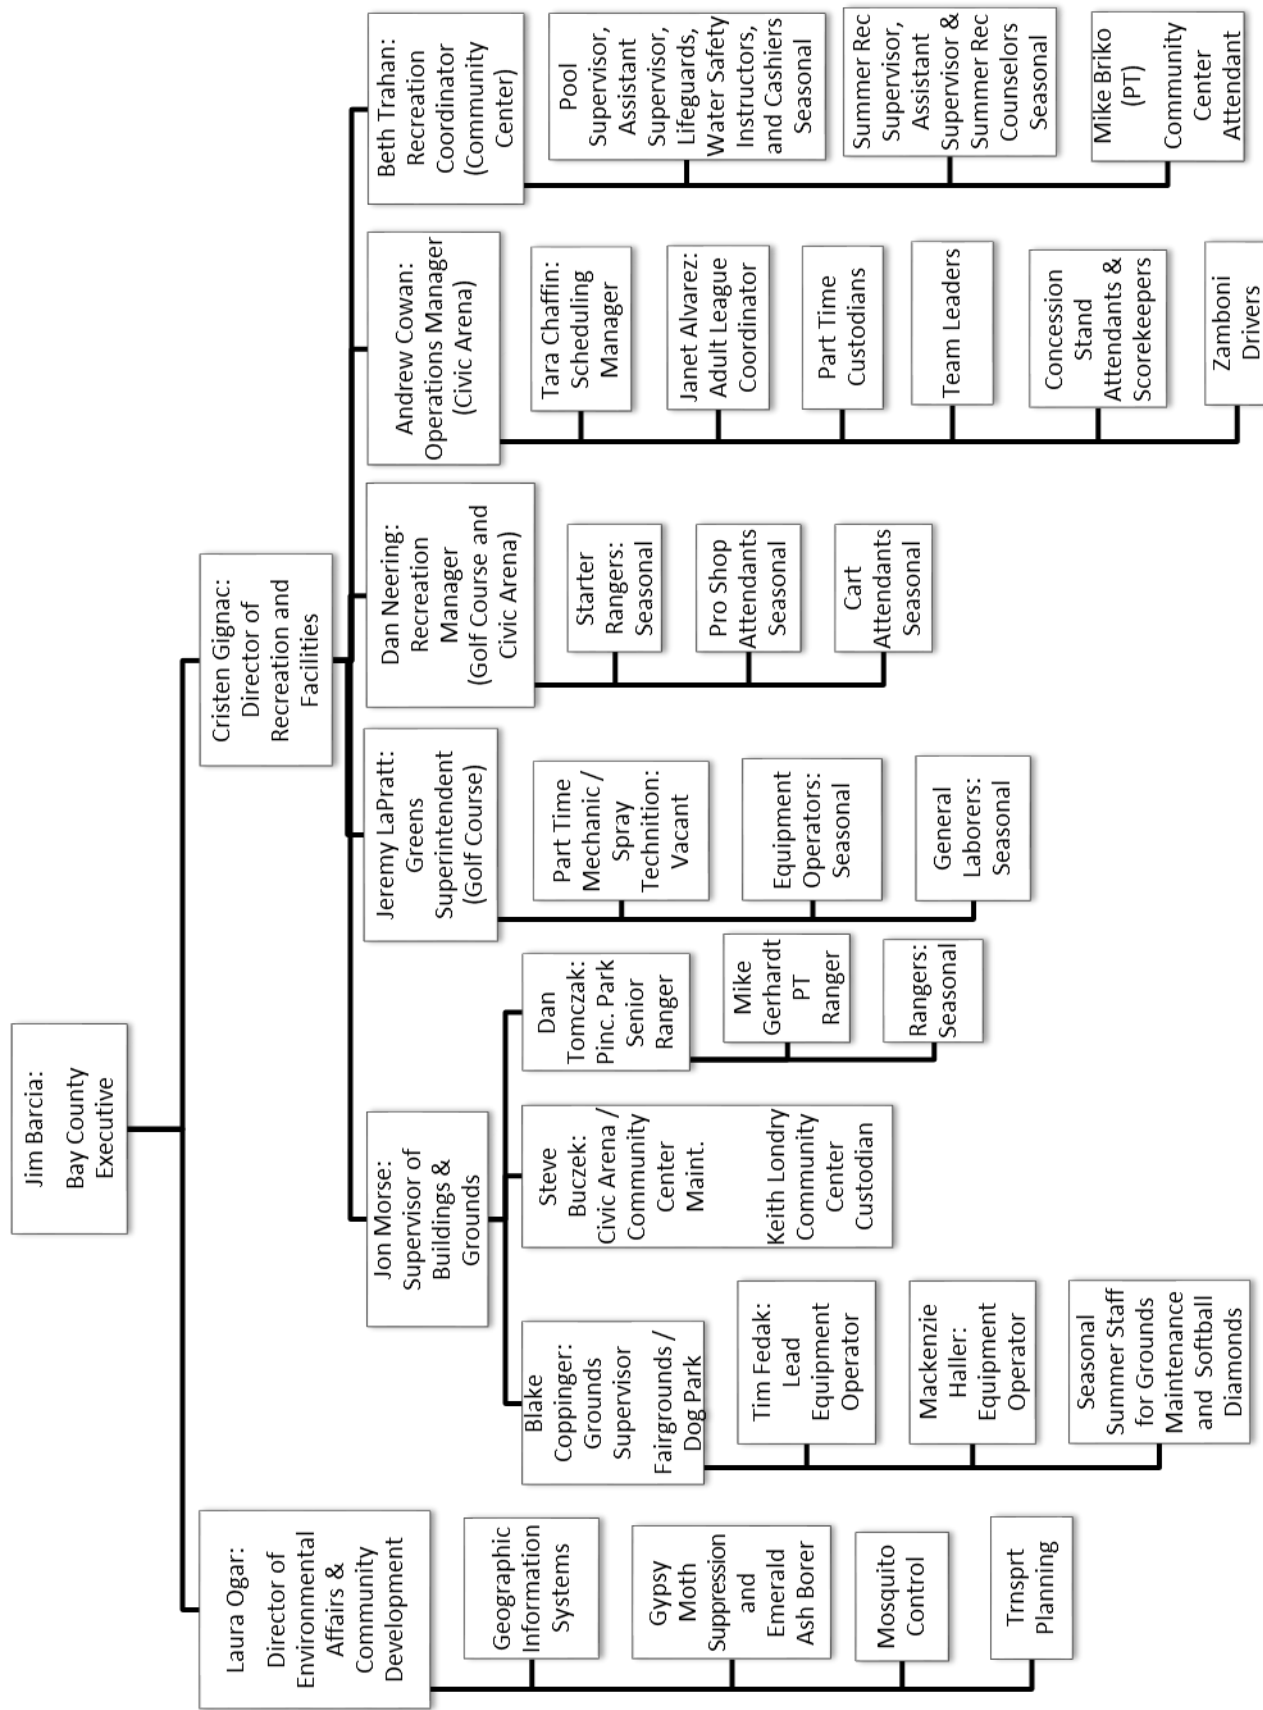 Jim Barcia:
Bay County
Executive
Laura Ogar:
Director of
Environmental
Affairs &
Community
Development
Geographic
Information
Systems
Gypsy
Moth
Suppression
and
Emerald
Ash Borer
Mosquito
Control
Trnsprt
Planning
Cristen Gignac:
Director of
Recreation and
Facilities
Jon Morse:
Supervisor of
Buildings &
Grounds
Blake
Coppinger:
Grounds
Supervisor
Fairgrounds /
Dog Park
Tim Fedak:
Lead
Equipment
Operator
Mackenzie
Haller:
Equipment
Operator
Seasonal
Summer Staff
for Grounds
Maintenance
and Softball
Diamonds
Steve
Buczek:
Civic Arena /
Community
Center
Maint.
Keith Londry
Community
Center
Custodian
Dan
Tomczak:
Pinc. Park
Senior
Ranger
Mike
Gerhardt
PT
Ranger
Rangers:
Seasonal
Jeremy LaPratt:
Greens
Superintendent
(Golf Course)
Part Time
Mechanic /
Spray
Technition:
Vacant
Equipment
Operators:
Seasonal
General
Laborers:
Seasonal
Dan Neering:
Recreation
Manager
(Golf Course and
Civic Arena)
Starter
Rangers:
Seasonal
Pro Shop
Attendants
Seasonal
Cart
Attendants
Seasonal
Andrew Cowan:
Operations Manager
(Civic Arena)
Tara Chaffin:
Scheduling
Manager
Janet Alvarez:
Adult League
Coordinator
Part Time
Custodians
Team Leaders
Concession
Stand
Attendants &
Scorekeepers
Zamboni
Drivers
Beth Trahan:
Recreation
Coordinator
(Community
Center)
Pool
Supervisor,
Assistant
Supervisor,
Lifeguards,
Water Safety
Instructors,
and Cashiers
Seasonal
Summer Rec
Supervisor,
Assistant
Supervisor &
Summer Rec
Counselors
Seasonal
Mike Briko
(PT)
Community
Center
Attendant